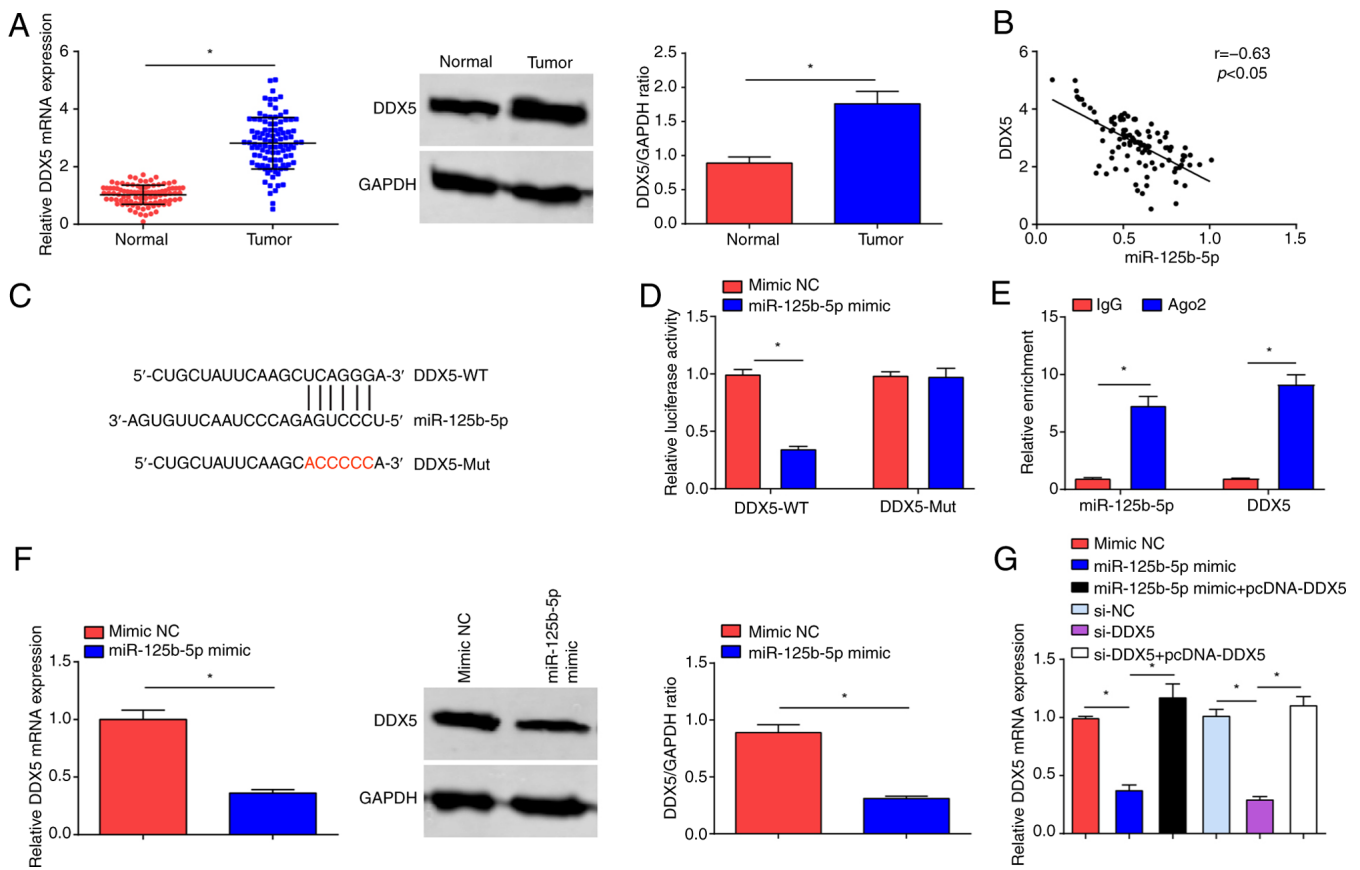 A
Relative DDX5 mRNA expression
6
4
2
0
*
Normal
Tumor
Normal
Tumor
DDX5
GAPDH
DDX5/GAPDH ratio
2.5
2.0
1.5
1.0
0.5
0.0
*
Normal
Tumor
B
DDX5
6
4
2
0
r=−0.63
p<0.05
0.0
0.5
1.0
1.5
miR-125b-5p
C
5′-CUGCUAUUCAAGCUCAGGGA-3′ DDX5-WT
3′-AGUGUUCAAUCCCAGAGUCCCU-5′ miR-125b-5p
5′-CUGCUAUUCAAGCACCCCCA-3′ DDX5-Mut
D
Mimic NC
miR-125b-5p mimic
Relative luciferase activity
1.5
1.0
0.5
0.0
*
DDX5-WT
DDX5-Mut
E
IgG
Ago2
Relative enrichment
15
10
5
0
*
*
miR-125b-5p
DDX5
F
Mimic NC
miR-125b-5p mimic
Relative DDX5 mRNA expression
1.5
1.0
0.5
0.0
*
Mimic NC
miR-125b-5p
mimic
DDX5
GAPDH
Mimic NC
miR-125b-5p mimic
DDX5/GAPDH ratio
1.5
1.0
0.5
0.0
*
G
Mimic NC
miR-125b-5p mimic
miR-125b-5p mimic+pcDNA-DDX5
si-NC
si-DDX5
si-DDX5+pcDNA-DDX5
Relative DDX5 mRNA expression
1.5
1.0
0.5
0.0
*
*
*
*